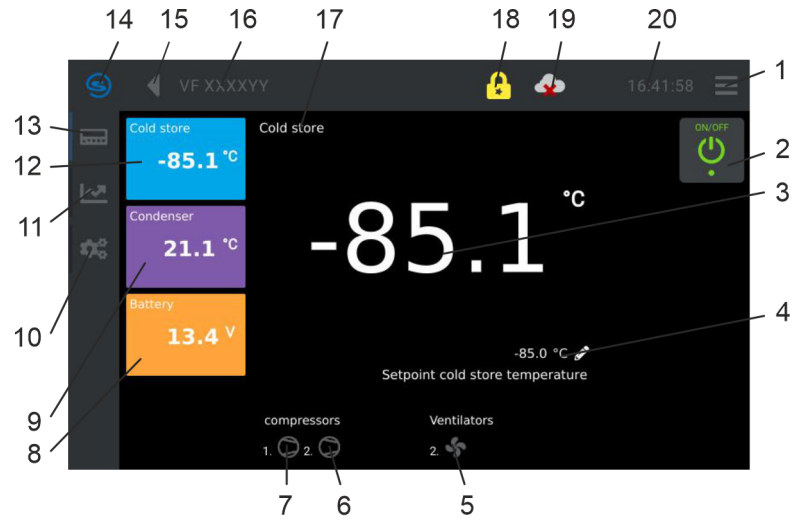 14 15 16 17 18 19 20
VF XXXXYY
16:41:58
1
13
12
11
10
9
8
Cold store
-85.1 °C
Condenser
21.1 °C
Battery
13.4 V
Cold store
-85.1 °C
ON/OFF
2
3
4
-85.0 °C
Setpoint cold store temperature
compressors
1. 2.
Ventilators
2.
7 6 5